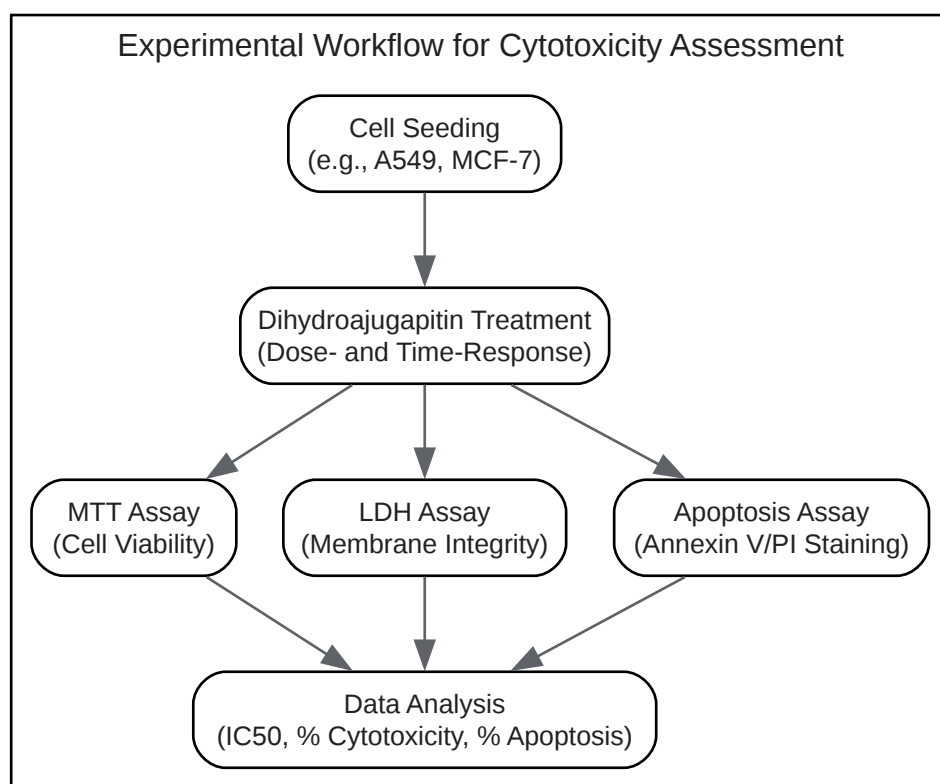 Experimental Workflow for Cytotoxicity Assessment
Cell Seeding
(e.g., A549, MCF-7)
Dihydroajugapitin Treatment
(Dose- and Time-Response)
MTT Assay
(Cell Viability)
LDH Assay
(Membrane Integrity)
Apoptosis Assay
(Annexin V/PI Staining)
Data Analysis
(IC50, % Cytotoxicity, % Apoptosis)